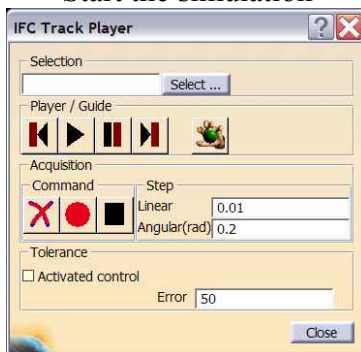 IFC Track Player
Selection
Select ...
Player / Guide
Acquisition
Command
Step
Linear 0.01
Angular(rad) 0.2
Tolerance
Activated control
Error 50
Close